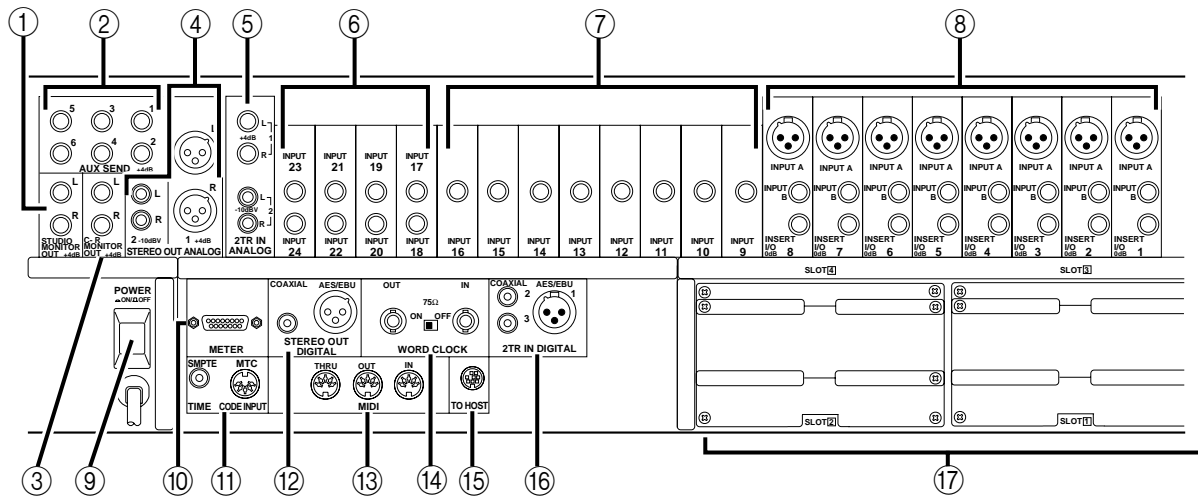 1 2 4 5 6 7 8
5 3 1
6 4 2
AUX SEND +4dB
L
R
STUDIO MONITOR OUT +4dB
L
R
C-R MONITOR OUT +4dB
L
R
2 -10dBV
L
R
1 +4dB
STEREO OUT ANALOG
L
+4dB 1
R
L
-10dBV 2
R
2TR IN ANALOG
INPUT 23 INPUT 21 INPUT 19 INPUT 17
INPUT 24 INPUT 22 INPUT 20 INPUT 18
INPUT 16 INPUT 15 INPUT 14 INPUT 13 INPUT 12 INPUT 11 INPUT 10 INPUT 9
INPUT A INPUT A INPUT A INPUT A INPUT A INPUT A INPUT A INPUT A
INPUT B INPUT B INPUT B INPUT B INPUT B INPUT B INPUT B INPUT B
INSERT I/O 0dB 8 INSERT I/O 0dB 7 INSERT I/O 0dB 6 INSERT I/O 0dB 5 INSERT I/O 0dB 4 INSERT I/O 0dB 3 INSERT I/O 0dB 2 INSERT I/O 0dB 1
SLOT 4 SLOT 3
POWER
ON/ OFF
METER
COAXIAL AES/EBU
STEREO OUT DIGITAL
OUT IN
75Ω
ON OFF
WORD CLOCK
COAXIAL AES/EBU
2 1
3
2TR IN DIGITAL
SMPTE MTC
TIME CODE INPUT
THRU OUT IN
MIDI
TO HOST
SLOT 2 SLOT 1
3 9 10 11 12 13 14 15 16 17